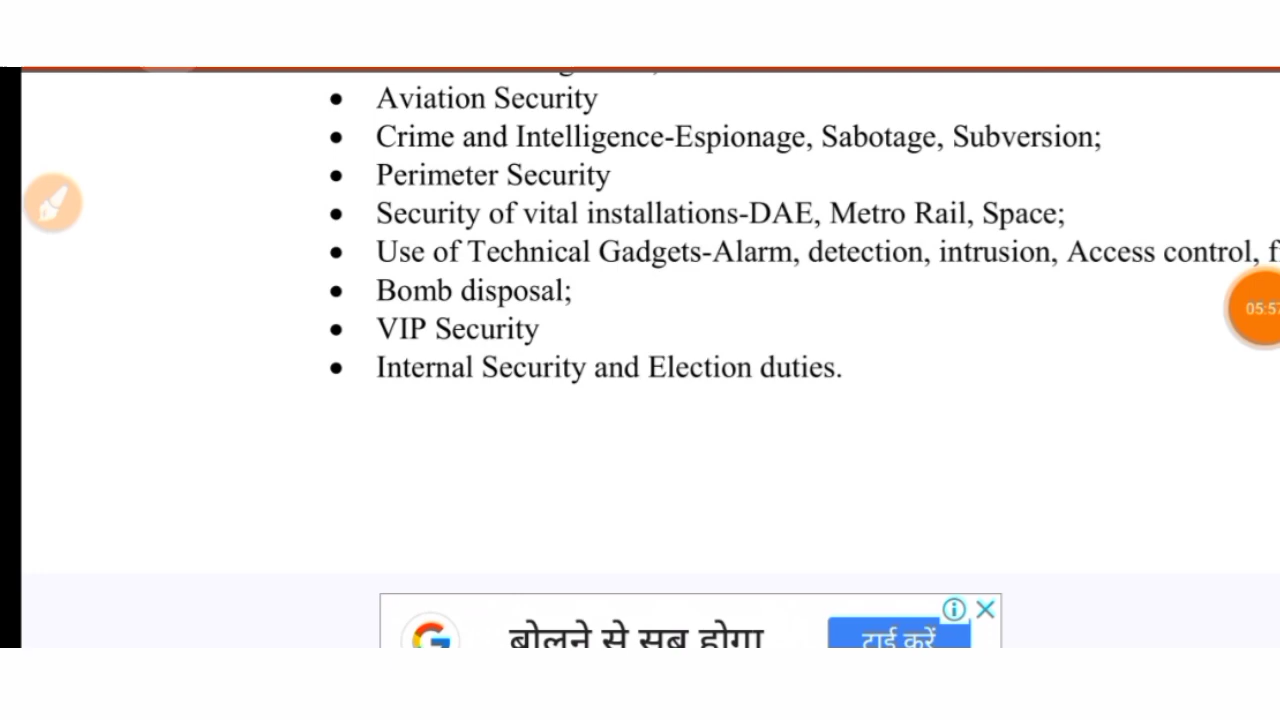 • Aviation Security
• Crime and Intelligence-Espionage, Sabotage, Subversion;
• Perimeter Security
• Security of vital installations-DAE, Metro Rail, Space;
• Use of Technical Gadgets-Alarm, detection, intrusion, Access control,
• Bomb disposal;
• VIP Security
• Internal Security and Election duties.
05:57
बोलने से सब होगा
टाई करें